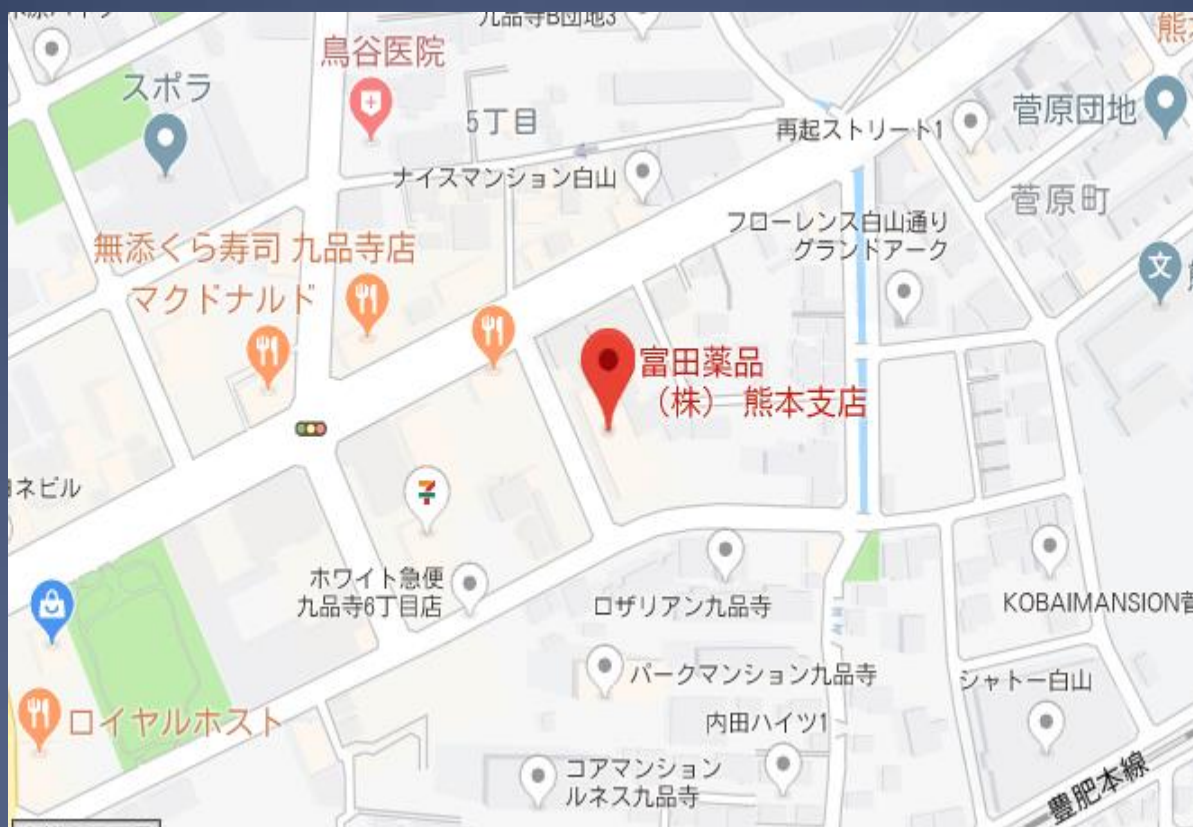 九品寺B団地3
鳥谷医院
スポラ
5丁目
再起ストリート1
菅原団地
ナイスマンション白山
菅原町
フローレンス白山通り
グランドアーク
無添くら寿司 九品寺店
マクドナルド
文
富田薬品
(株) 熊本支店
ネビル
ホワイト急便
九品寺6丁目店
ロザリアン九品寺
KOBAIMANSION菅
パークマンション九品寺
シャトー白山
ロイヤルホスト
内田ハイツ1
コアマンション
ルネス九品寺
豊肥本線